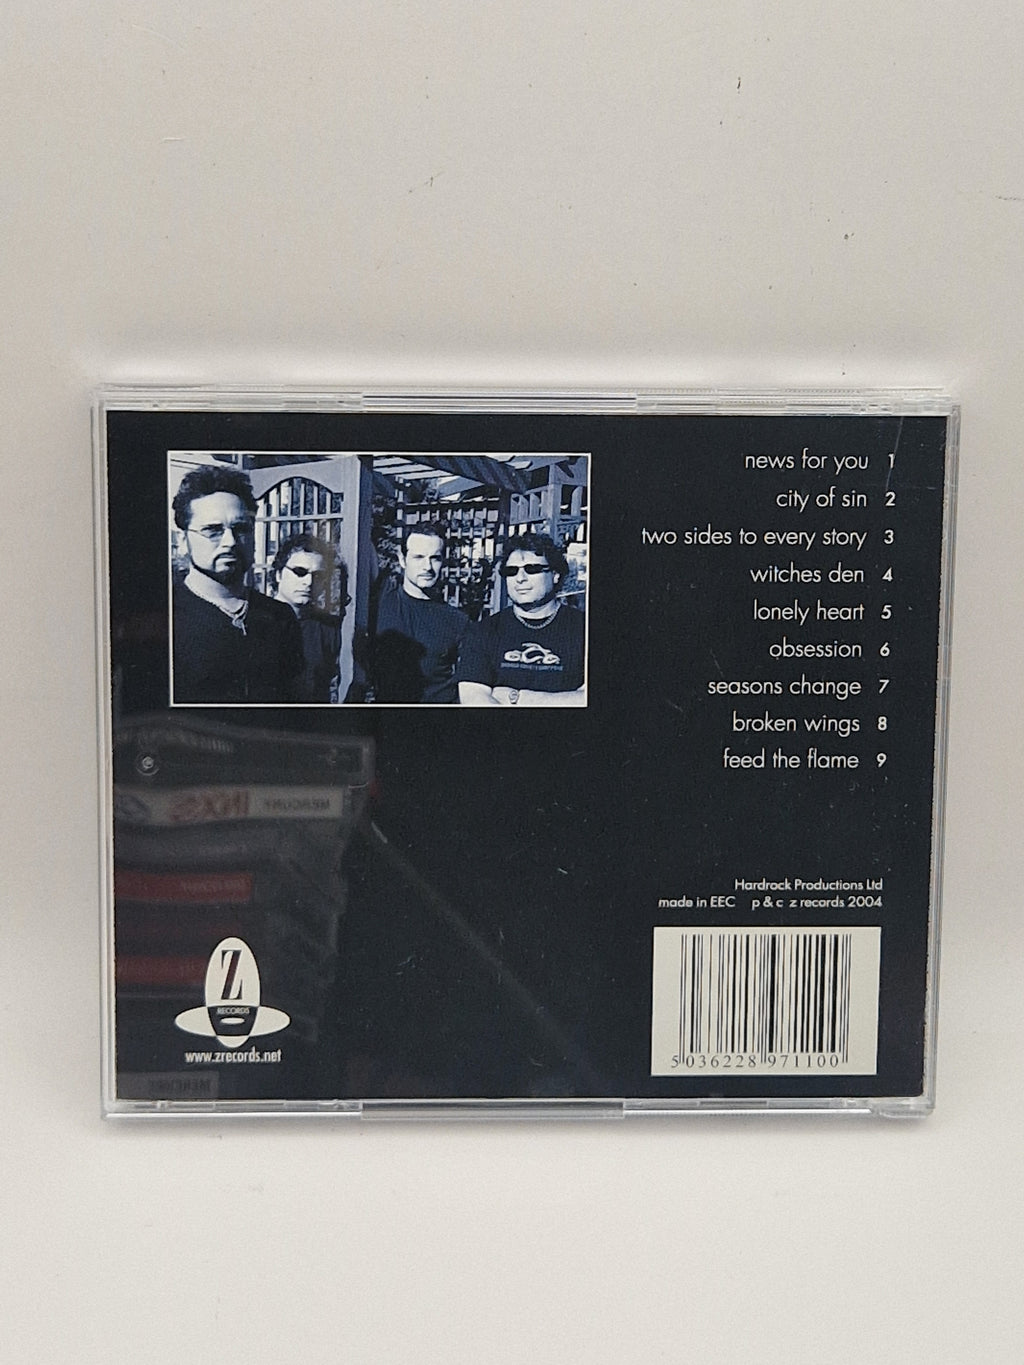 news for you 1
city of sin 2
two sides to every story 3
witches den 4
lonely heart 5
obsession 6
seasons change 7
broken wings 8
feed the flame 9
Hardrock Productions Ltd
made in EEC p & c z records 2004
Z
RECORDS
www.zrecords.net
5 036228 971100